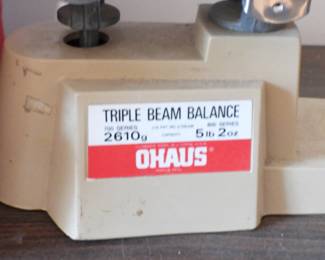 TRIPLE BEAM BALANCE
700 SERIES 800 SERIES
2610g CAPACITY 5lb 2oz
OHAUS